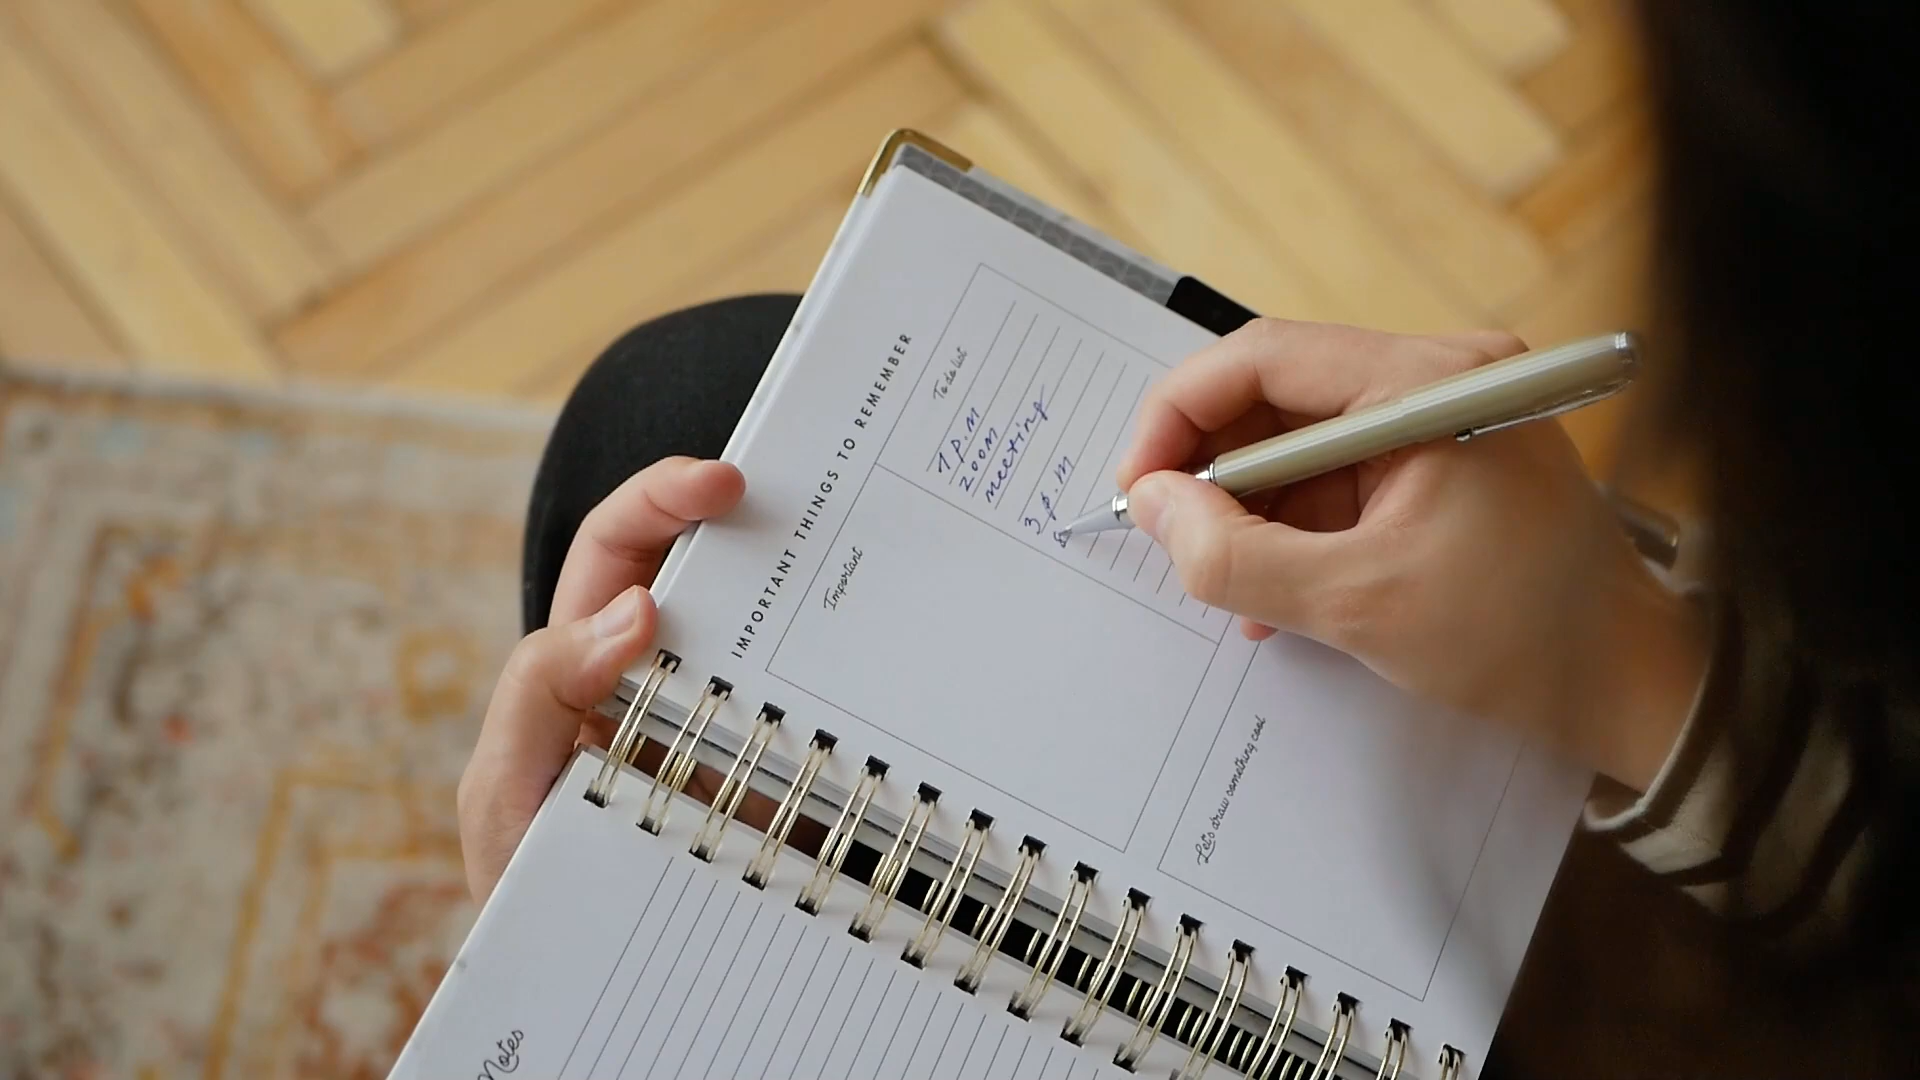 IMPORTANT THINGS TO REMEMBER
To do list
1 p.m
zoom
meeting
3 p.m
Important
Let's draw something cool
Notes